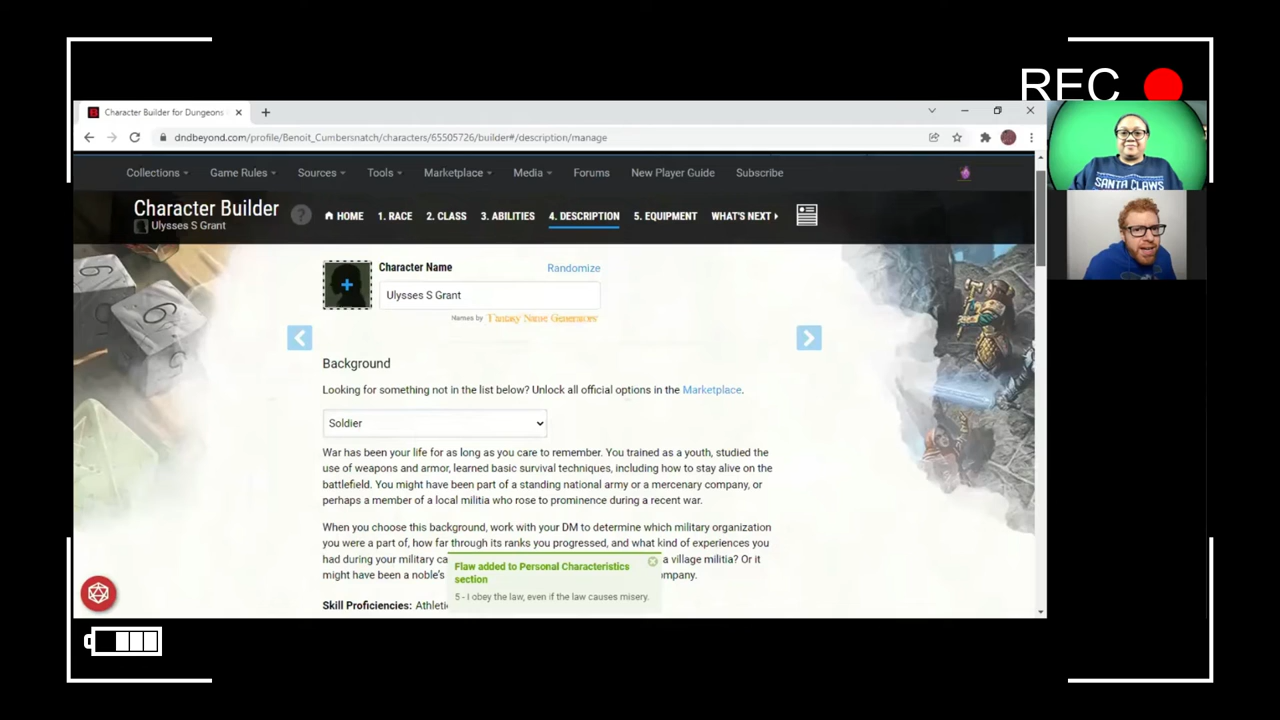 REC
Character Builder for Dungeons
dndbeyond.com/profile/Benoit_Cumbersnatch/characters/65505726/builder#/description/manage
SANTA CLAWS
Collections Game Rules Sources Tools Marketplace Media Forums New Player Guide Subscribe
Character Builder
Ulysses S Grant
? HOME 1. RACE 2. CLASS 3. ABILITIES 4. DESCRIPTION 5. EQUIPMENT WHAT'S NEXT
Character Name Randomize
Ulysses S Grant
Names by Fantasy Name Generators
Background
Looking for something not in the list below? Unlock all official options in the Marketplace.
Soldier
War has been your life for as long as you care to remember. You trained as a youth, studied the
use of weapons and armor, learned basic survival techniques, including how to stay alive on the
battlefield. You might have been part of a standing national army or a mercenary company, or
perhaps a member of a local militia who rose to prominence during a recent war.
When you choose this background, work with your DM to determine which military organization
you were a part of, how far through its ranks you progressed, and what kind of experiences you
had during your military ca a village militia? Or it
might have been a noble's ompany.
Skill Proficiencies: Athleti
Flaw added to Personal Characteristics
section
5 - I obey the law, even if the law causes misery.